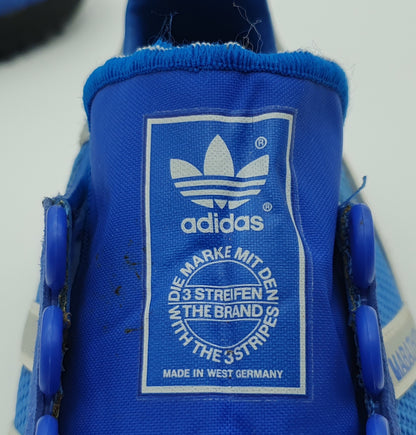 ®
adidas ®
DIE MARKE MIT DEN
3 STREIFEN
THE BRAND
WITH THE 3 STRIPES
MADE IN WEST GERMANY